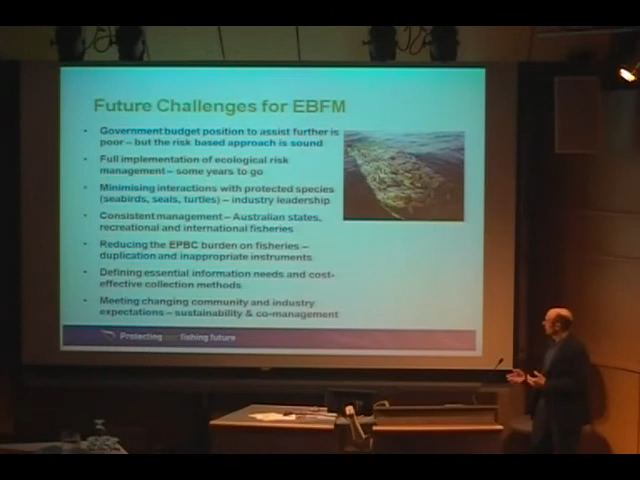 Future Challenges for EBFM
• Government budget position to assist further is
poor – but the risk based approach is sound
• Full implementation of ecological risk
management – some years to go
• Minimising interactions with protected species
(seabirds, seals, turtles) – industry leadership
• Consistent management – Australian states,
recreational and international fisheries
• Reducing the EPBC burden on fisheries –
duplication and inappropriate instruments
• Defining essential information needs and cost-
effective collection methods
• Meeting changing community and industry
expectations – sustainability & co-management
Protecting our fishing future